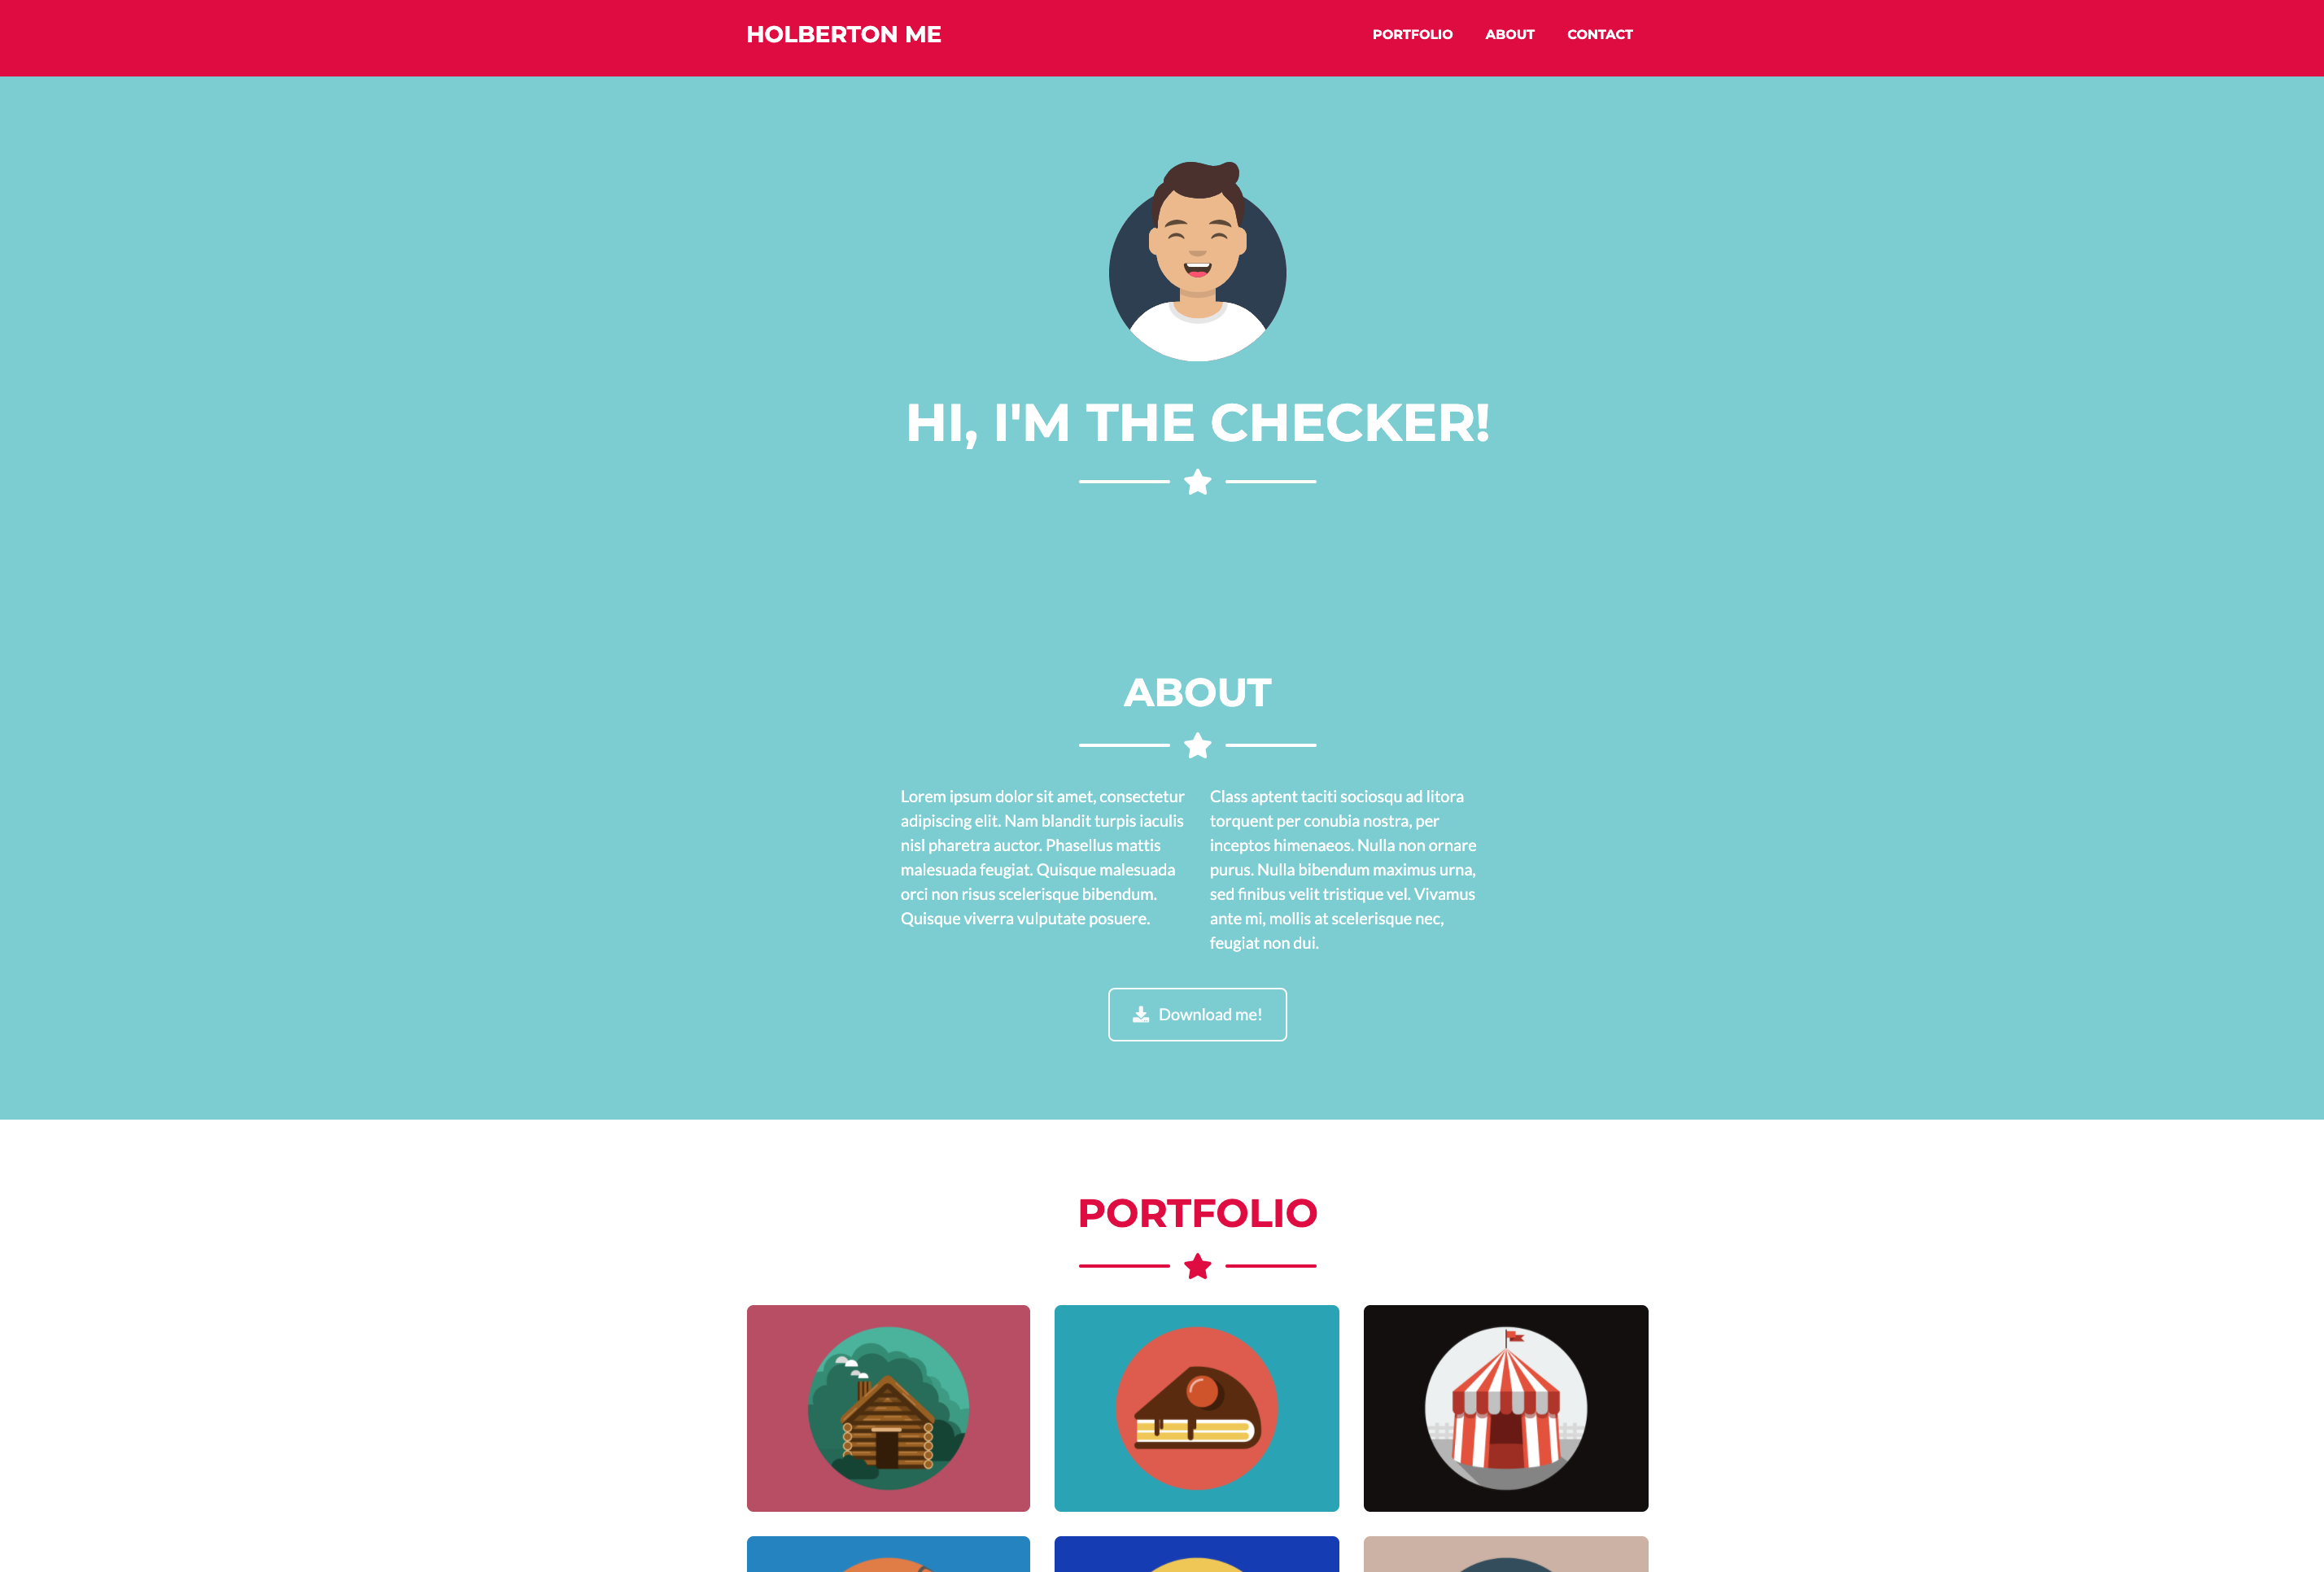 HOLBERTON ME
PORTFOLIO ABOUT CONTACT
HI, I'M THE CHECKER!
ABOUT
Lorem ipsum dolor sit amet, consectetur
adipiscing elit. Nam blandit turpis iaculis
nisl pharetra auctor. Phasellus mattis
malesuada feugiat. Quisque malesuada
orci non risus scelerisque bibendum.
Quisque viverra vulputate posuere.
Class aptent taciti sociosqu ad litora
torquent per conubia nostra, per
inceptos himenaeos. Nulla non ornare
purus. Nulla bibendum maximus urna,
sed finibus velit tristique vel. Vivamus
ante mi, mollis at scelerisque nec,
feugiat non dui.
Download me!
PORTFOLIO